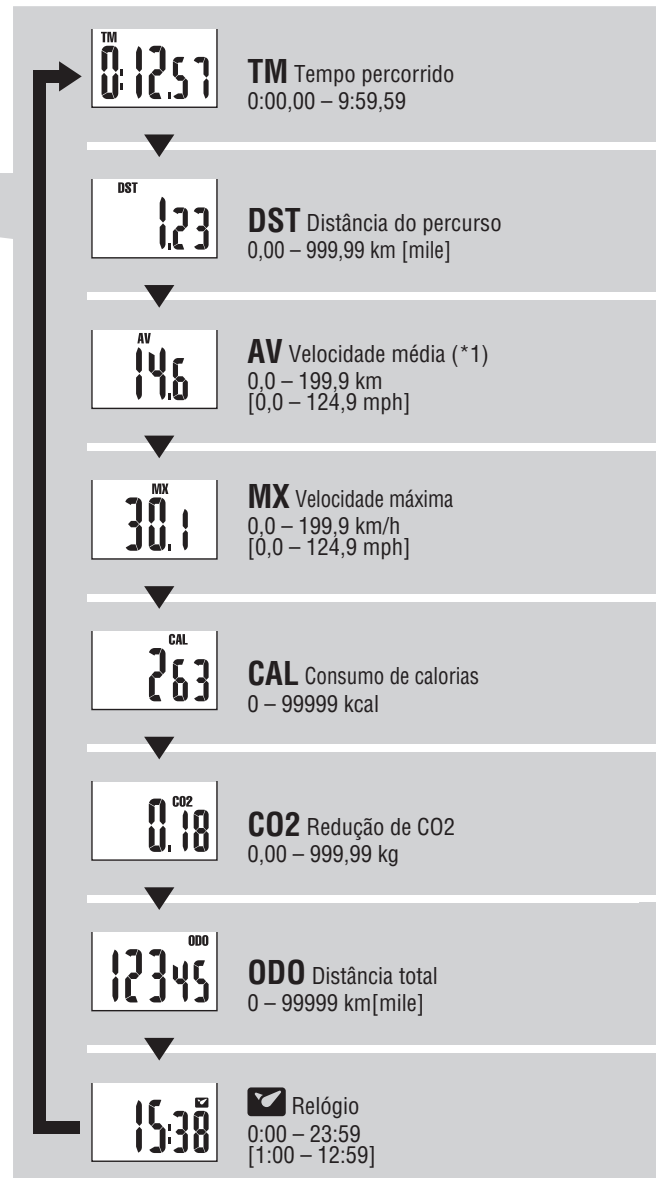 TM
0:12.57
TM Tempo percorrido
0:00,00 – 9:59,59
DST
1.23
DST Distância do percurso
0,00 – 999,99 km [mile]
AV
14.6
AV Velocidade média (*1)
0,0 – 199,9 km
[0,0 – 124,9 mph]
MX
30.1
MX Velocidade máxima
0,0 – 199,9 km/h
[0,0 – 124,9 mph]
CAL
263
CAL Consumo de calorias
0 – 99999 kcal
CO2
0.18
CO2 Redução de CO2
0,00 – 999,99 kg
ODO
12345
ODO Distância total
0 – 99999 km[mile]
15:38
Relógio
0:00 – 23:59
[1:00 – 12:59]